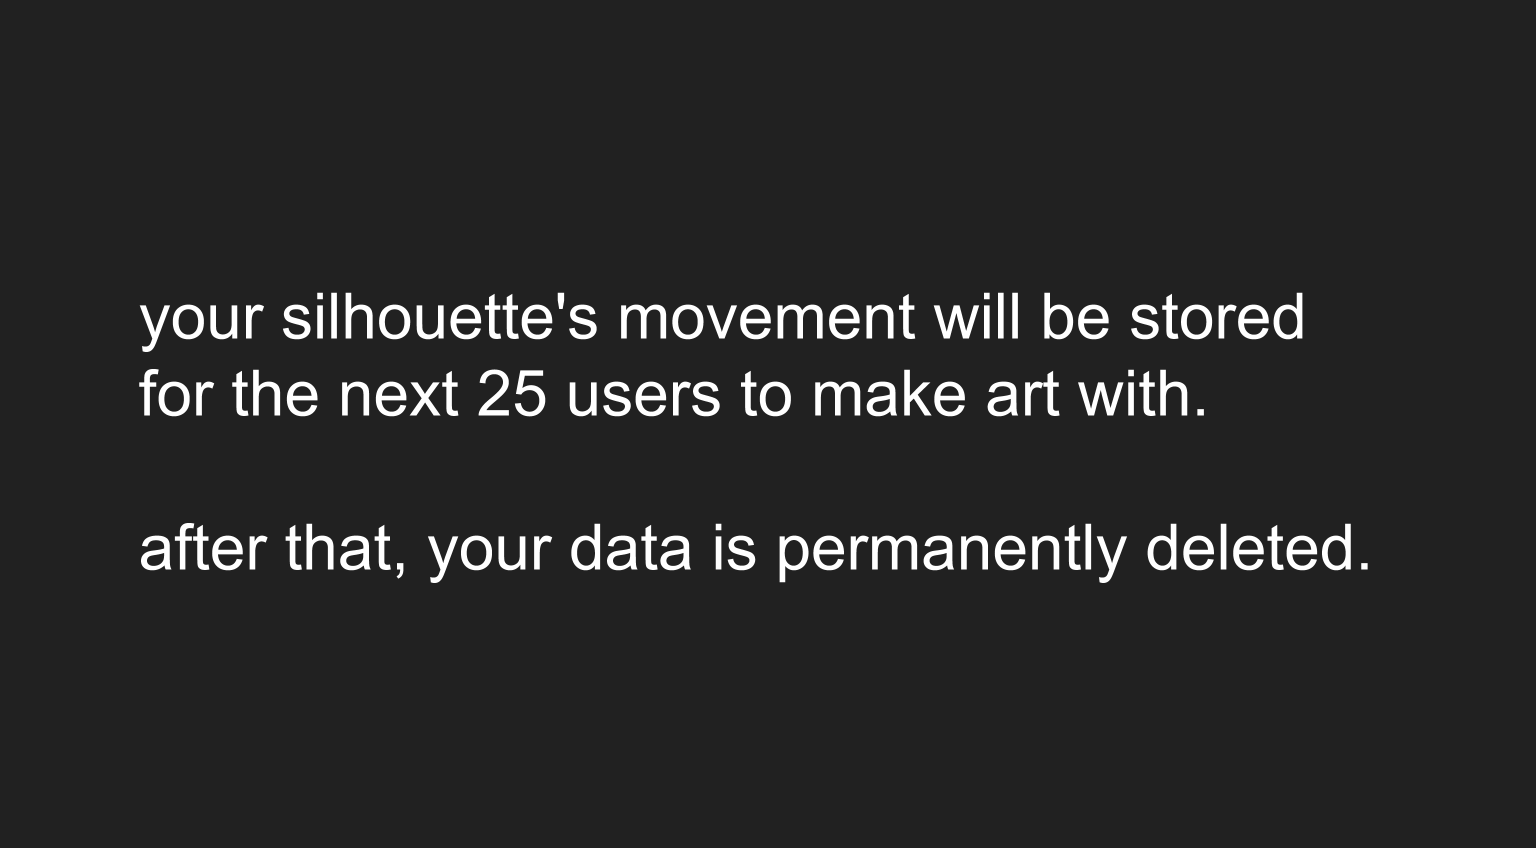 your silhouette's movement will be stored
for the next 25 users to make art with.
after that, your data is permanently deleted.